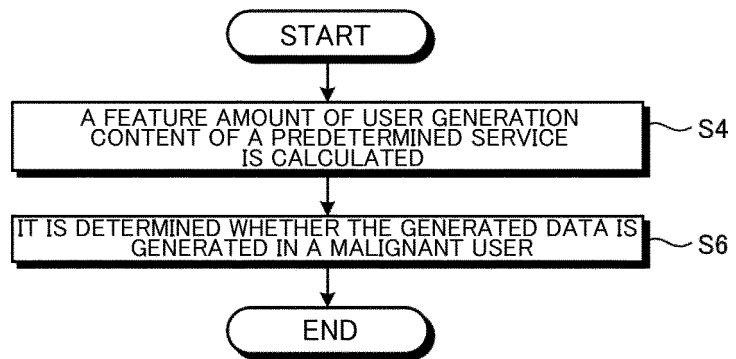 START
A FEATURE AMOUNT OF USER GENERATION
CONTENT OF A PREDETERMINED SERVICE
IS CALCULATED
S4
IT IS DETERMINED WHETHER THE GENERATED DATA IS
GENERATED IN A MALIGNANT USER
S6
END